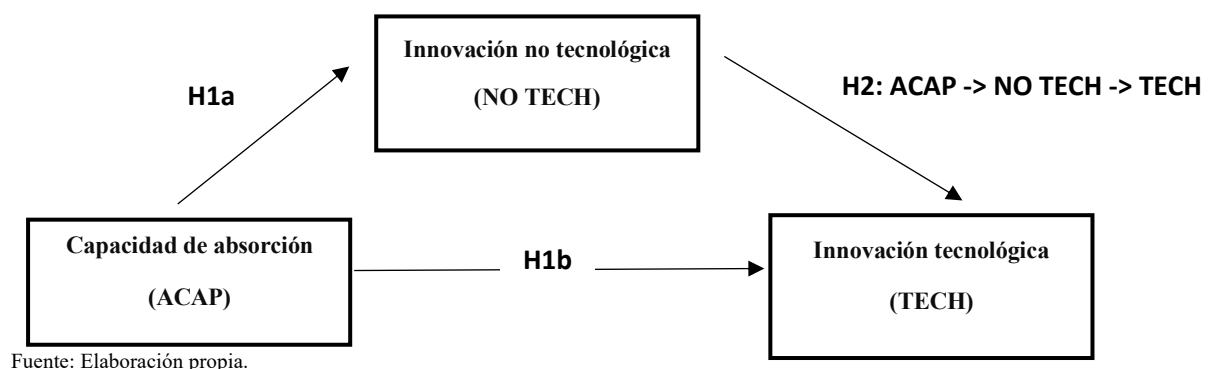 Innovación no tecnológica
(NO TECH)
H1a
H2: ACAP -> NO TECH -> TECH
Capacidad de absorción
(ACAP)
H1b
Innovación tecnológica
(TECH)
Fuente: Elaboración propia.